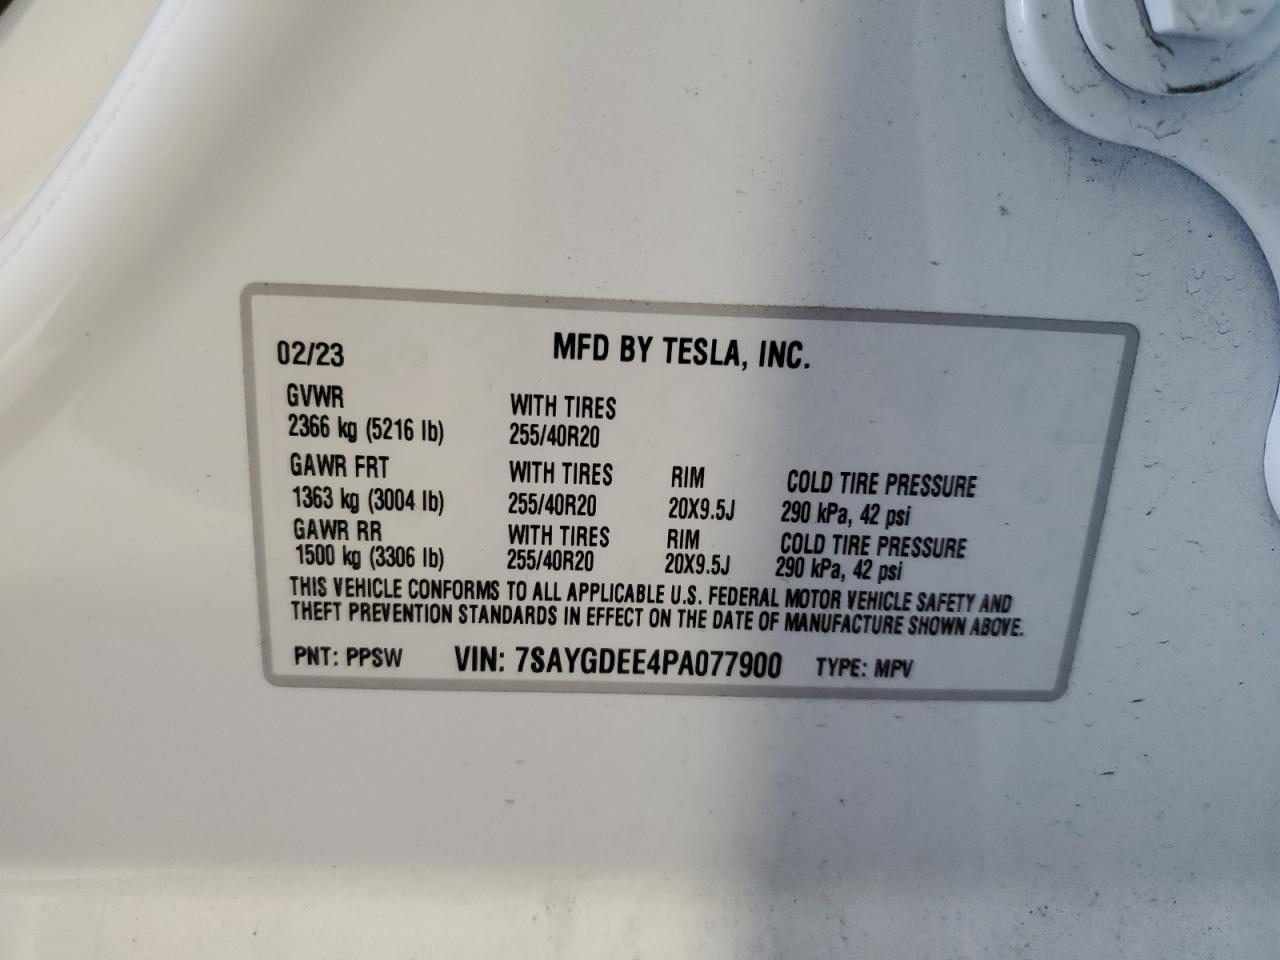 02/23 MFD BY TESLA, INC.
GVWR WITH TIRES
2366 kg (5216 lb) 255/40R20
GAWR FRT WITH TIRES RIM COLD TIRE PRESSURE
1363 kg (3004 lb) 255/40R20 20X9.5J 290 kPa, 42 psi
GAWR RR WITH TIRES RIM COLD TIRE PRESSURE
1500 kg (3306 lb) 255/40R20 20X9.5J 290 kPa, 42 psi
THIS VEHICLE CONFORMS TO ALL APPLICABLE U.S. FEDERAL MOTOR VEHICLE SAFETY AND
THEFT PREVENTION STANDARDS IN EFFECT ON THE DATE OF MANUFACTURE SHOWN ABOVE.
PNT: PPSW VIN: 7SAYGDEE4PA077900 TYPE: MPV